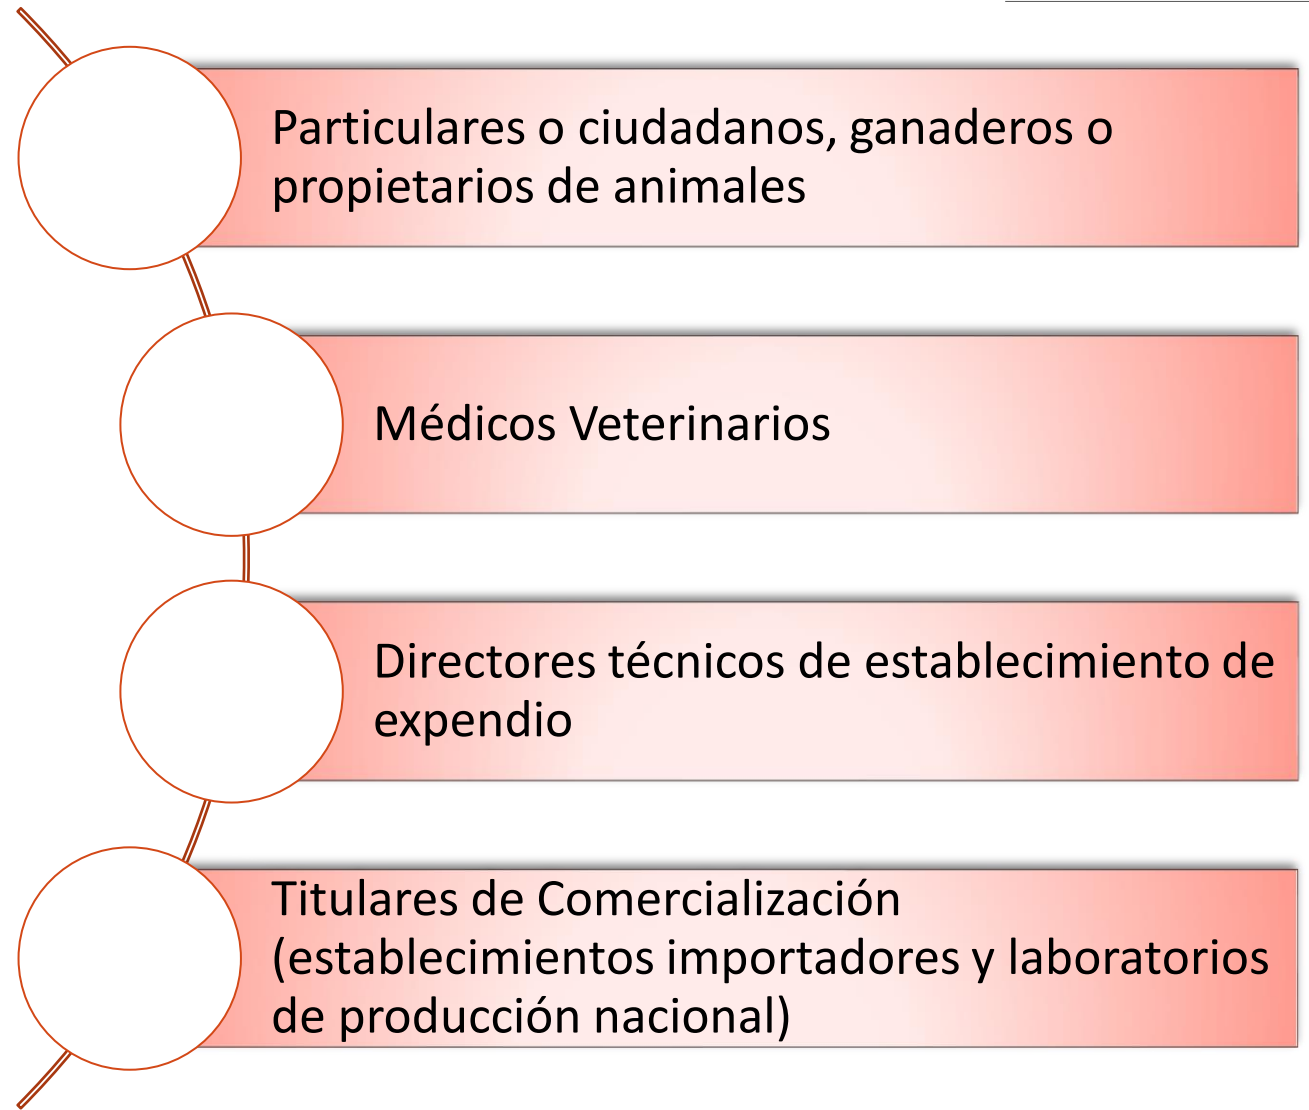 Particulares o ciudadanos, ganaderos o
propietarios de animales
Médicos Veterinarios
Directores técnicos de establecimiento de
expendio
Titulares de Comercialización
(establecimientos importadores y laboratorios
de producción nacional)